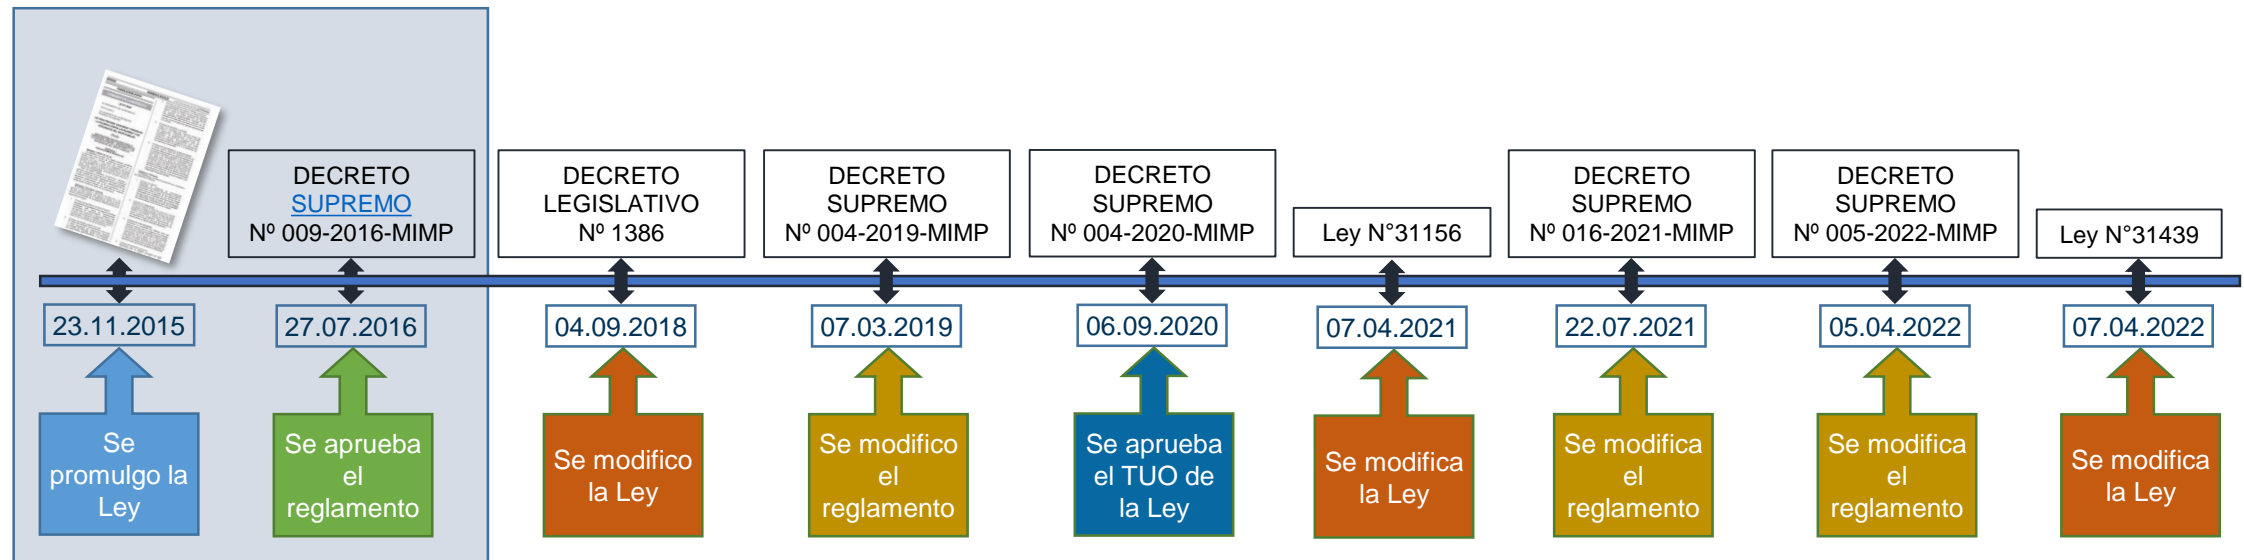 DECRETO
SUPREMO
Nº 009-2016-MIMP
DECRETO
LEGISLATIVO
Nº 1386
DECRETO
SUPREMO
Nº 004-2019-MIMP
DECRETO
SUPREMO
Nº 004-2020-MIMP
Ley N°31156
DECRETO
SUPREMO
Nº 016-2021-MIMP
DECRETO
SUPREMO
Nº 005-2022-MIMP
Ley N°31439
23.11.2015
27.07.2016
04.09.2018
07.03.2019
06.09.2020
07.04.2021
22.07.2021
05.04.2022
07.04.2022
Se
promulgo la
Ley
Se aprueba
el
reglamento
Se modifico
la Ley
Se modifico
el
reglamento
Se aprueba
el TUO de
la Ley
Se modifica
la Ley
Se modifica
el
reglamento
Se modifica
el
reglamento
Se modifica
la Ley